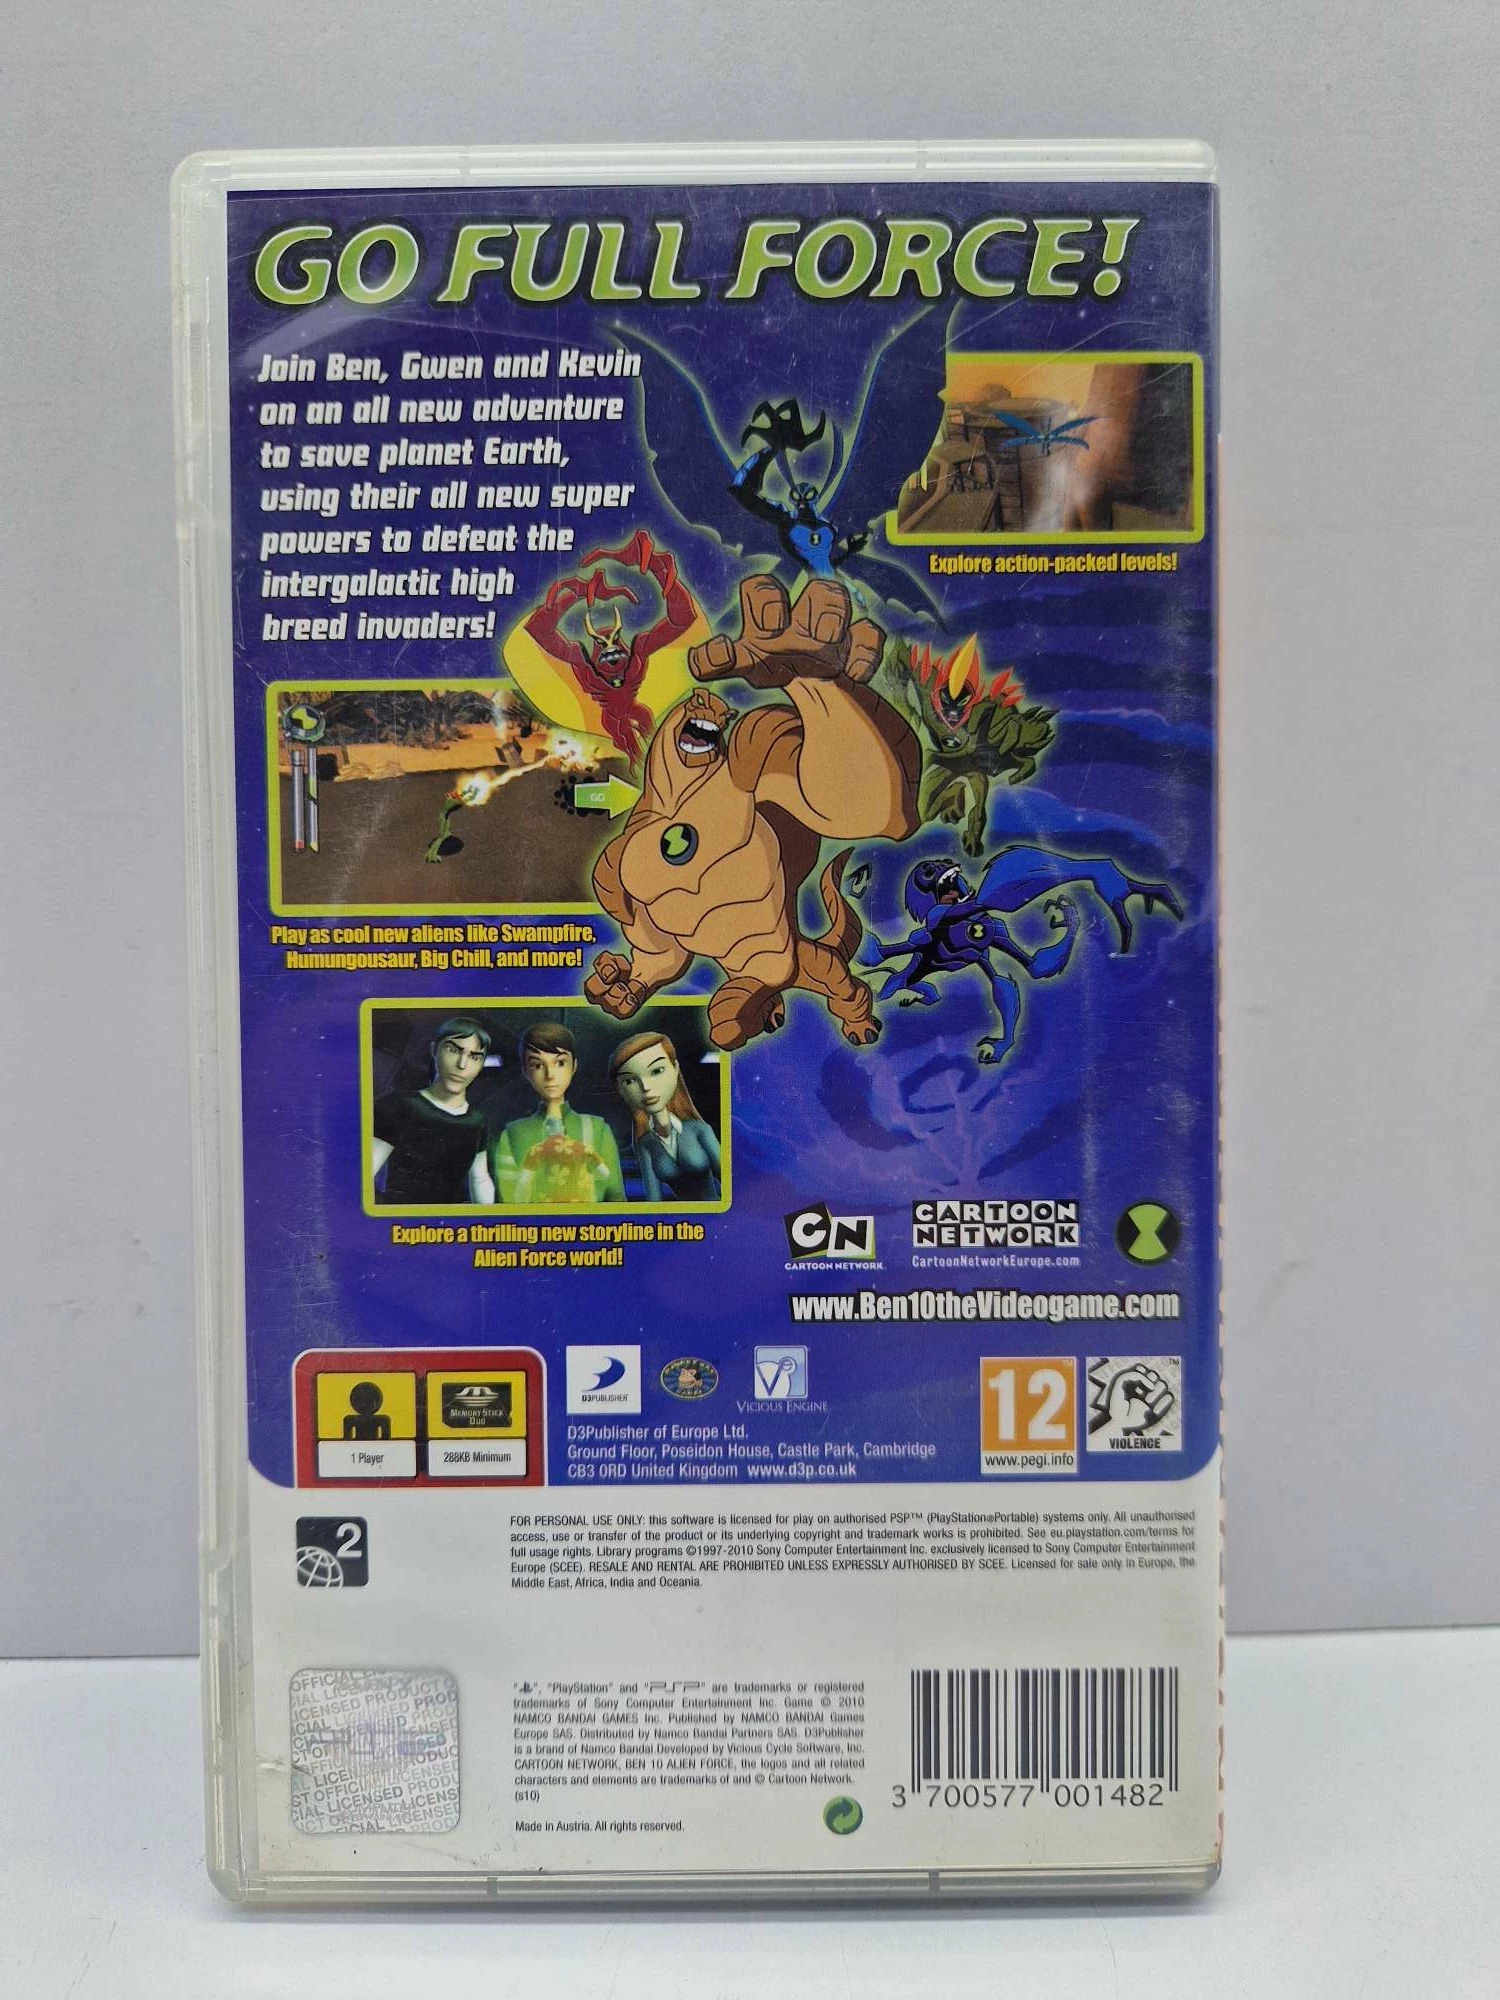 GO FULL FORCE!
Join Ben, Gwen and Kevin
on an all new adventure
to save planet Earth,
using their all new super
powers to defeat the
intergalactic high
breed invaders!
Explore action-packed levels!
GO
Play as cool new aliens like Swampfire,
Humungousaur, Big Chill, and more!
Explore a thrilling new storyline in the
Alien Force world!
CN
CARTOON NETWORK
CARTOON
NETWORK
CartoonNetworkEurope.com
www.Ben10theVideogame.com
1 Player
MEMORY STICK
DUO
288KB Minimum
D3PUBLISHER
VICIOUS ENGINE
D3Publisher of Europe Ltd.
Ground Floor, Poseidon House, Castle Park, Cambridge
CB3 0RD United Kingdom www.d3p.co.uk
12
www.pegi.info
VIOLENCE
2
FOR PERSONAL USE ONLY: this software is licensed for play on authorised PSP™ (PlayStation®Portable) systems only. All unauthorised
access, use or transfer of the product or its underlying copyright and trademark works is prohibited. See eu.playstation.com/terms for
full usage rights. Library programs ©1997-2010 Sony Computer Entertainment Inc. exclusively licensed to Sony Computer Entertainment
Europe (SCEE). RESALE AND RENTAL ARE PROHIBITED UNLESS EXPRESSLY AUTHORISED BY SCEE. Licensed for sale only in Europe, the
Middle East, Africa, India and Oceania.
OFFICIAL LICENSED PRODUCT
"", "PlayStation" and "PSP" are trademarks or registered
trademarks of Sony Computer Entertainment Inc. Game © 2010
NAMCO BANDAI GAMES Inc. Published by NAMCO BANDAI Games
Europe SAS. Distributed by Namco Bandai Partners SAS. D3Publisher
is a brand of Namco Bandai.Developed by Vicious Cycle Software, Inc.
CARTOON NETWORK, BEN 10 ALIEN FORCE, the logos and all related
characters and elements are trademarks of and © Cartoon Network.
(s10)
Made in Austria. All rights reserved.
3 700577 001482